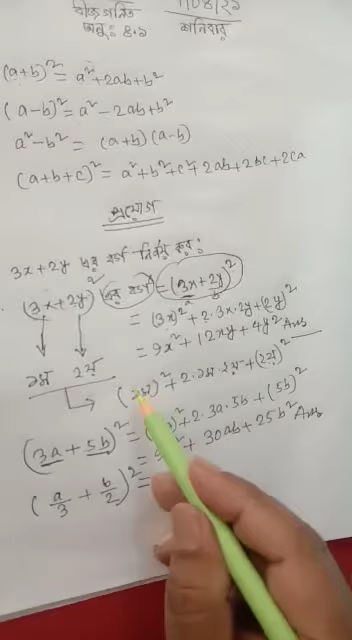 বীজগণিত
অনু: ৪.১ শনিবার
(a+b)² = a²+2ab+b²
(a-b)² = a²-2ab+b²
a²-b² = (a+b)(a-b)
(a+b+c)² = a²+b²+c²+2ab+2bc+2ca
প্রয়োগ
3x+2y এর বর্গ নির্ণয় কর:
(3x+2y)² এর বর্গ = (3x+2y)²
a b
= (3x)²+2.3x.2y+(2y)²
= 9x²+12xy+4y² Ans
১ম ২য়
(১ম)²+2.১ম.২য়+(২য়)²
(3a+5b)² = ²+2.3a.5b+(5b)²
= ²+30ab+25b² Ans
(a/3 + b/2)² =